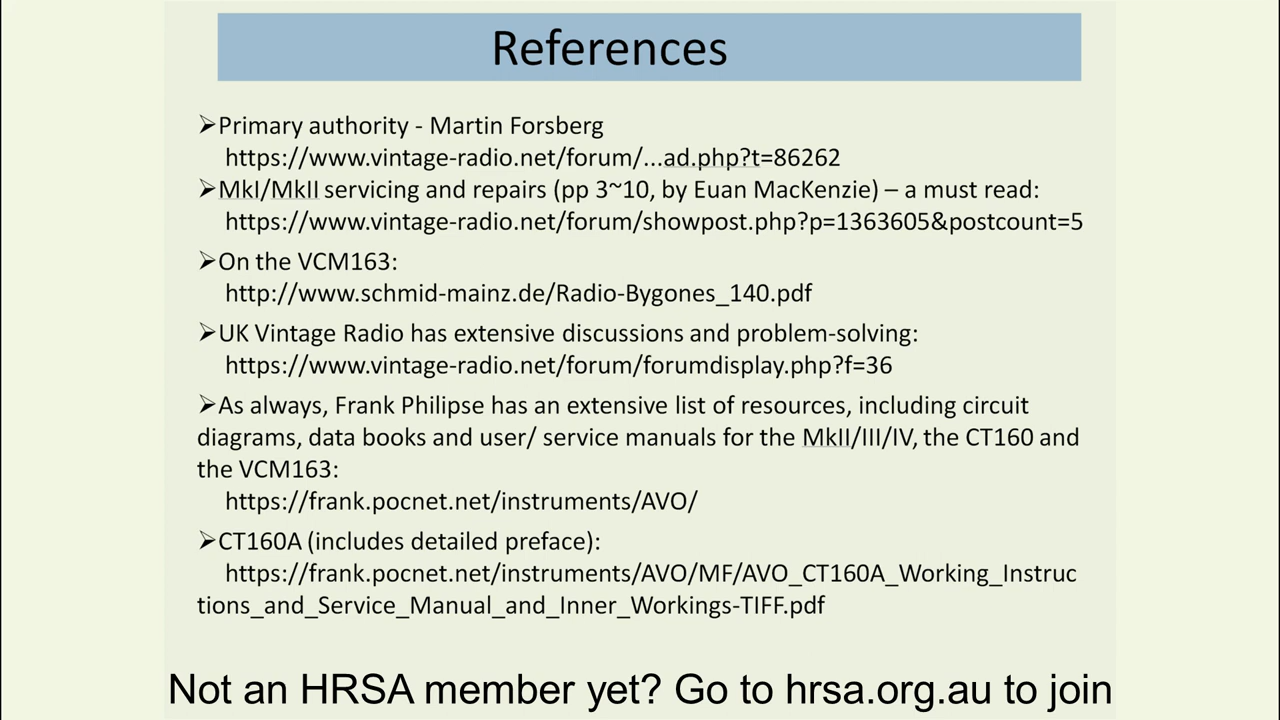 References
➢Primary authority - Martin Forsberg
https://www.vintage-radio.net/forum/...ad.php?t=86262
➢MkI/MkII servicing and repairs (pp 3~10, by Euan MacKenzie) – a must read:
https://www.vintage-radio.net/forum/showpost.php?p=1363605&postcount=5
➢On the VCM163:
http://www.schmid-mainz.de/Radio-Bygones_140.pdf
➢UK Vintage Radio has extensive discussions and problem-solving:
https://www.vintage-radio.net/forum/forumdisplay.php?f=36
➢As always, Frank Philipse has an extensive list of resources, including circuit
diagrams, data books and user/ service manuals for the MkII/III/IV, the CT160 and
the VCM163:
https://frank.pocnet.net/instruments/AVO/
➢CT160A (includes detailed preface):
https://frank.pocnet.net/instruments/AVO/MF/AVO_CT160A_Working_Instruc
tions_and_Service_Manual_and_Inner_Workings-TIFF.pdf
Not an HRSA member yet? Go to hrsa.org.au to join